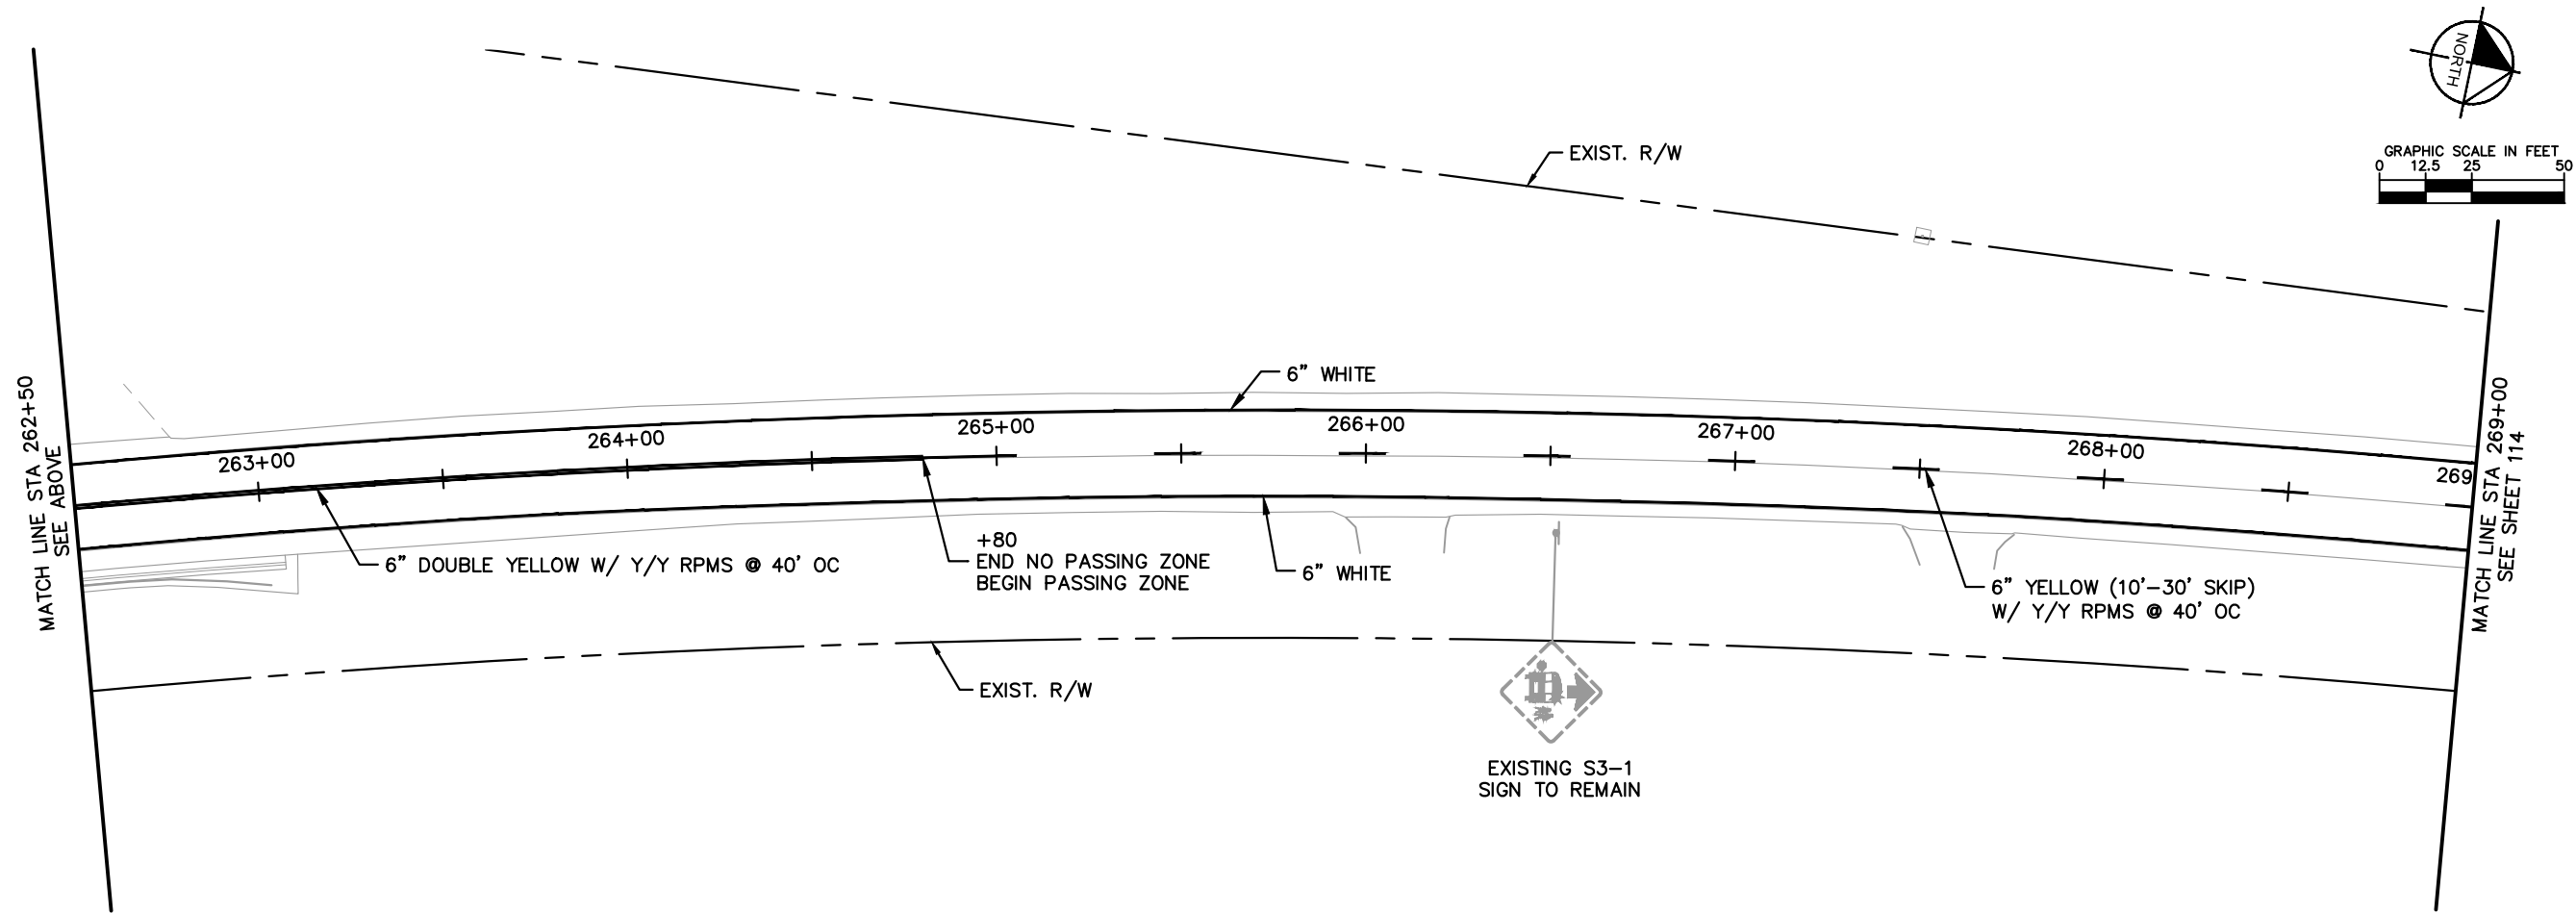 NORTH
GRAPHIC SCALE IN FEET
0 12.5 25 50
EXIST. R/W
MATCH LINE STA 262+50
SEE ABOVE
6" WHITE
263+00
264+00
265+00
266+00
267+00
268+00
269
MATCH LINE STA 269+00
SEE SHEET 114
6" DOUBLE YELLOW W/ Y/Y RPMS @ 40' OC
+80
END NO PASSING ZONE
BEGIN PASSING ZONE
6" WHITE
6" YELLOW (10'-30' SKIP)
W/ Y/Y RPMS @ 40' OC
EXIST. R/W
EXISTING S3-1
SIGN TO REMAIN